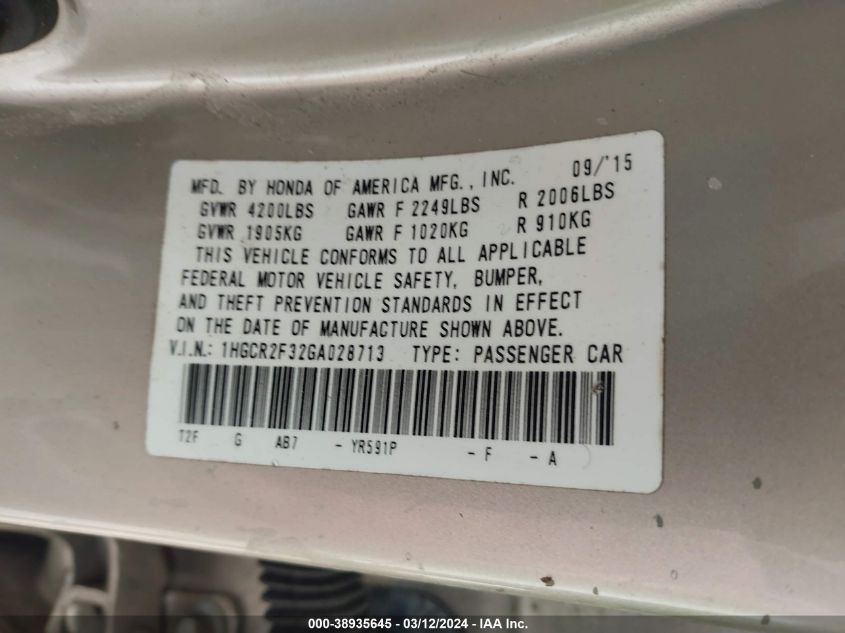 MFD. BY HONDA OF AMERICA MFG., INC. 09/'15
GVWR 4200LBS GAWR F 2249LBS R 2006LBS
GVWR 1905KG GAWR F 1020KG R 910KG
THIS VEHICLE CONFORMS TO ALL APPLICABLE
FEDERAL MOTOR VEHICLE SAFETY, BUMPER,
AND THEFT PREVENTION STANDARDS IN EFFECT
ON THE DATE OF MANUFACTURE SHOWN ABOVE.
V.I.N.: 1HGCR2F32GA028713 TYPE: PASSENGER CAR
T2F G AB7 - YR591P - F - A
000-38935645 - 03/12/2024 - IAA Inc.